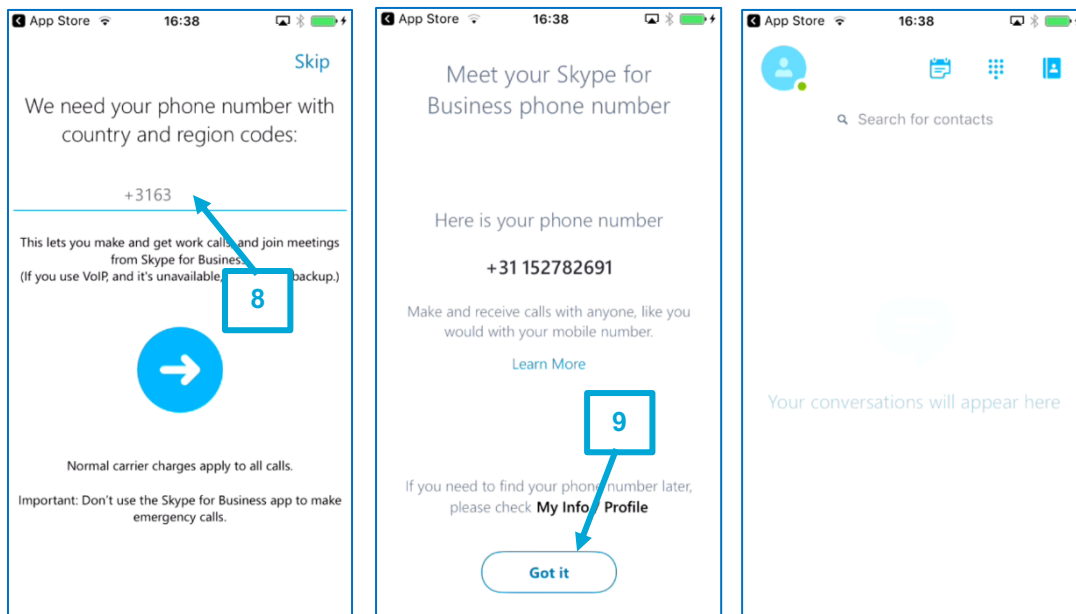 App Store 16:38
Skip
We need your phone number with
country and region codes:
+3163
This lets you make and get work calls, and join meetings
from Skype for Business
(If you use VoIP, and it's unavailable, backup.)
8
Normal carrier charges apply to all calls.
Important: Don't use the Skype for Business app to make
emergency calls.
App Store 16:38
Meet your Skype for
Business phone number
Here is your phone number
+31 152782691
Make and receive calls with anyone, like you
would with your mobile number.
Learn More
9
If you need to find your phone number later,
please check My Info / Profile
Got it
App Store 16:38
Search for contacts
Your conversations will appear here